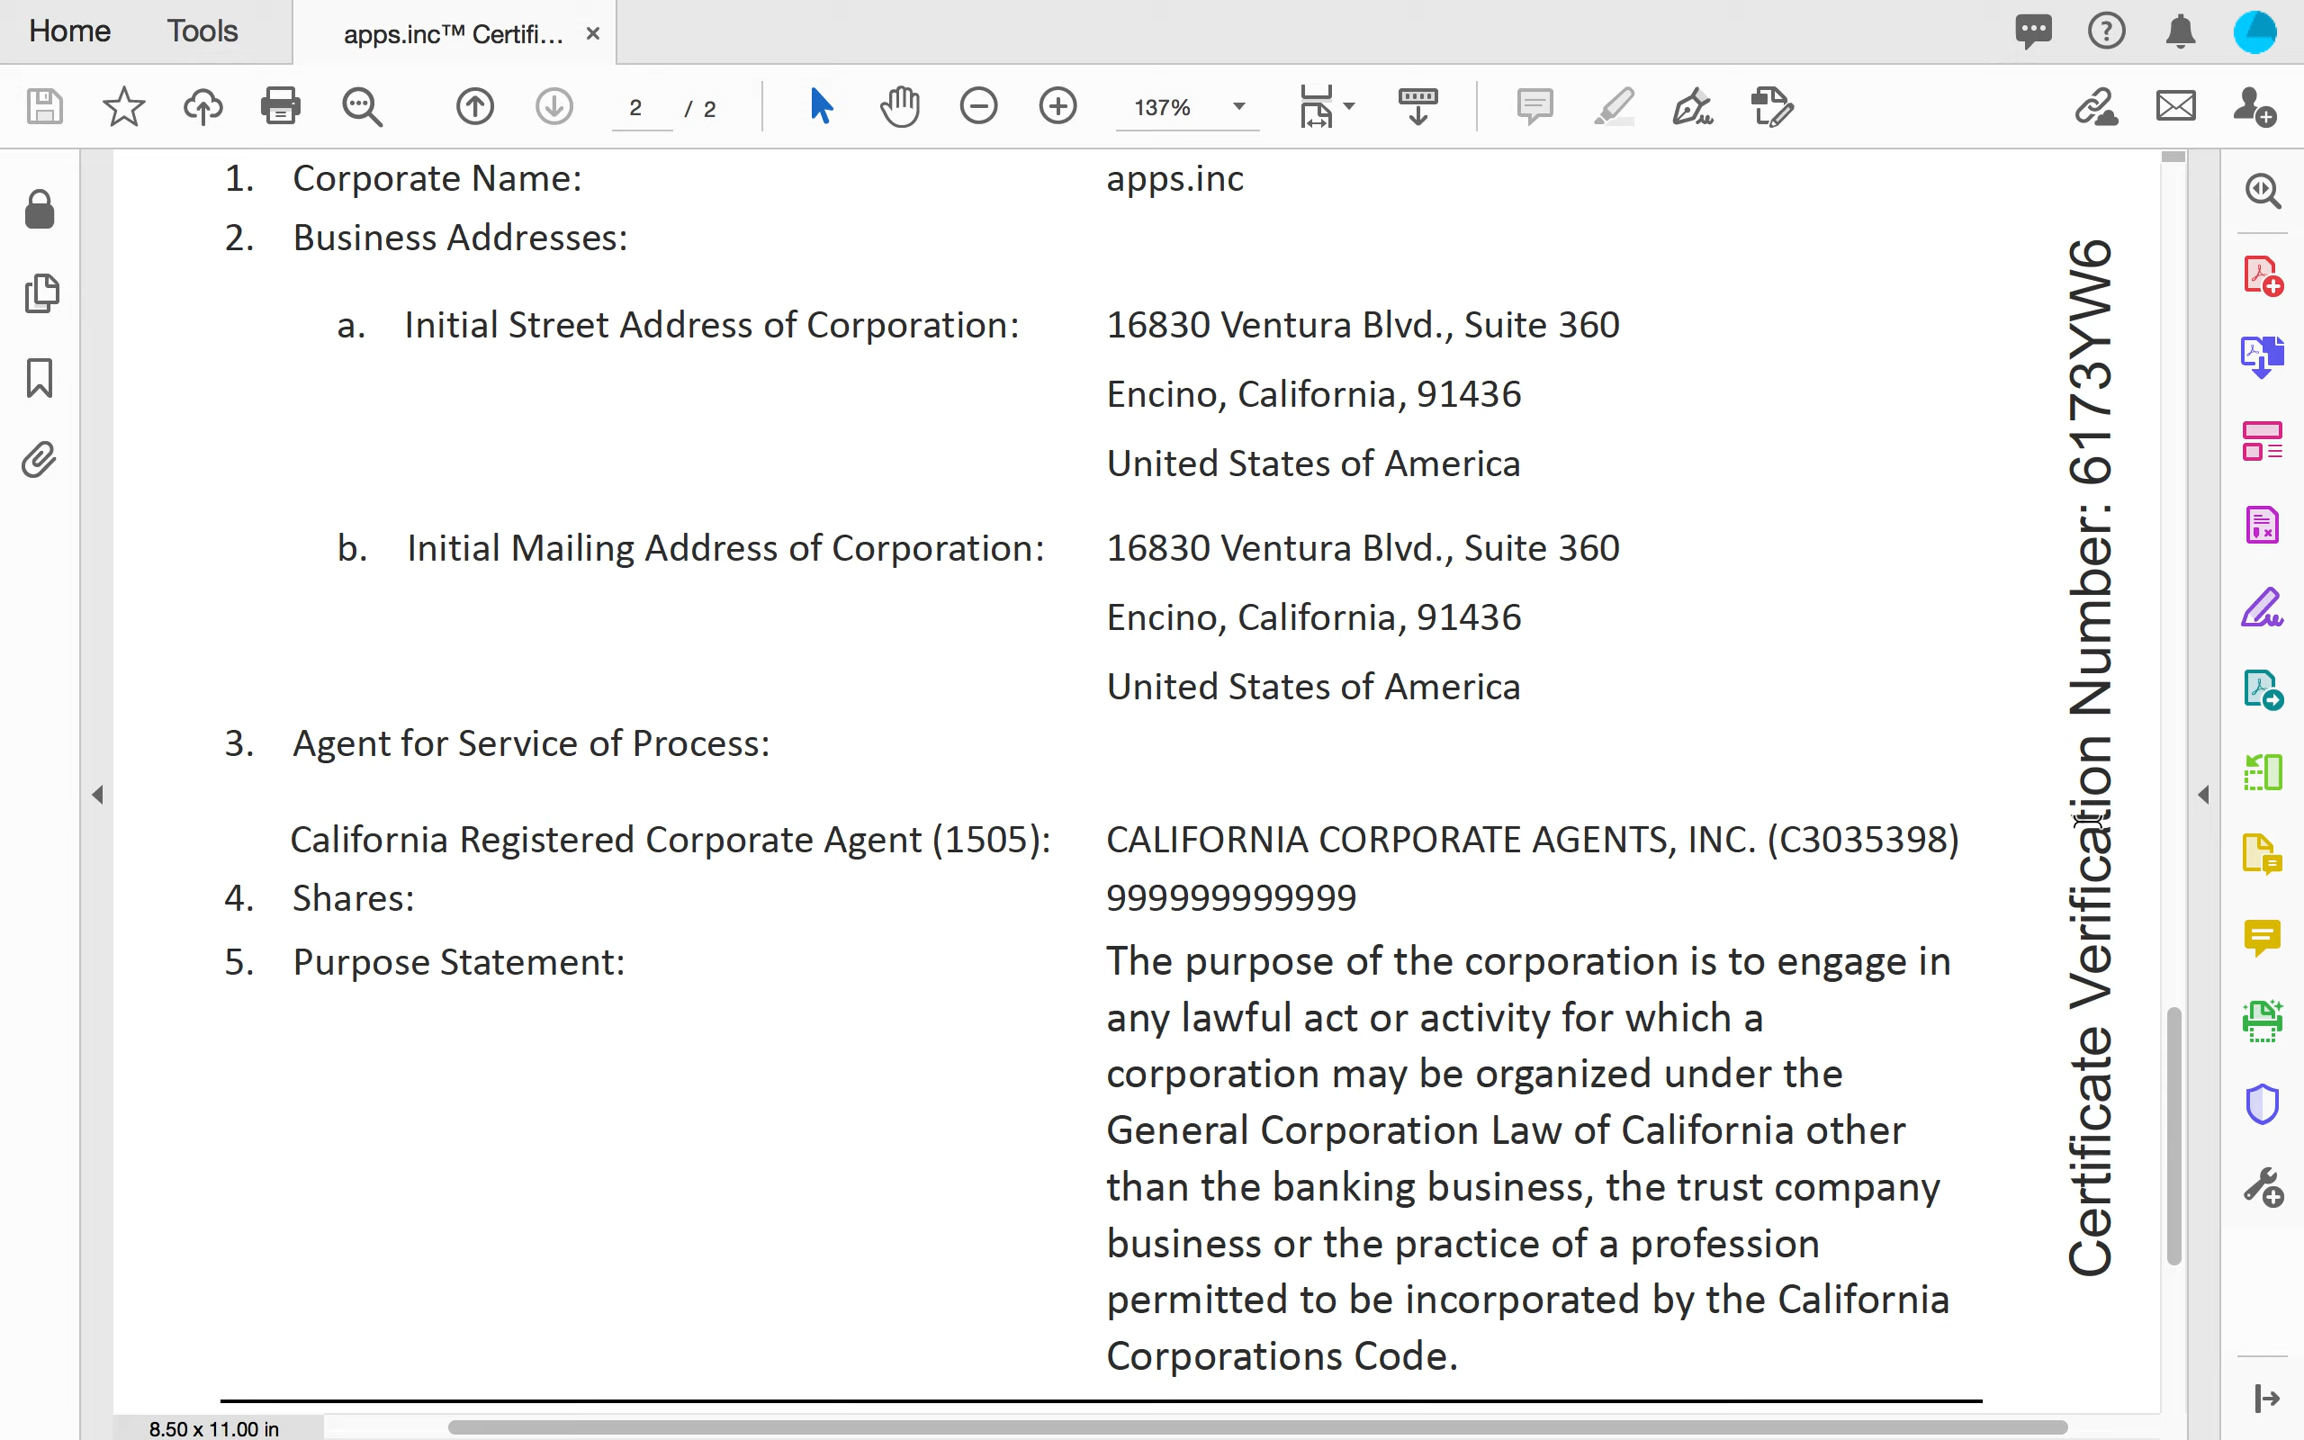 Home Tools apps.inc™ Certifi... ×
2 / 2 137%
1. Corporate Name: apps.inc
2. Business Addresses:
a. Initial Street Address of Corporation: 16830 Ventura Blvd., Suite 360
Encino, California, 91436
United States of America
b. Initial Mailing Address of Corporation: 16830 Ventura Blvd., Suite 360
Encino, California, 91436
United States of America
3. Agent for Service of Process:
California Registered Corporate Agent (1505): CALIFORNIA CORPORATE AGENTS, INC. (C3035398)
4. Shares: 999999999999
5. Purpose Statement: The purpose of the corporation is to engage in
any lawful act or activity for which a
corporation may be organized under the
General Corporation Law of California other
than the banking business, the trust company
business or the practice of a profession
permitted to be incorporated by the California
Corporations Code.
Certificate Verification Number: 6173YW6
8.50 x 11.00 in